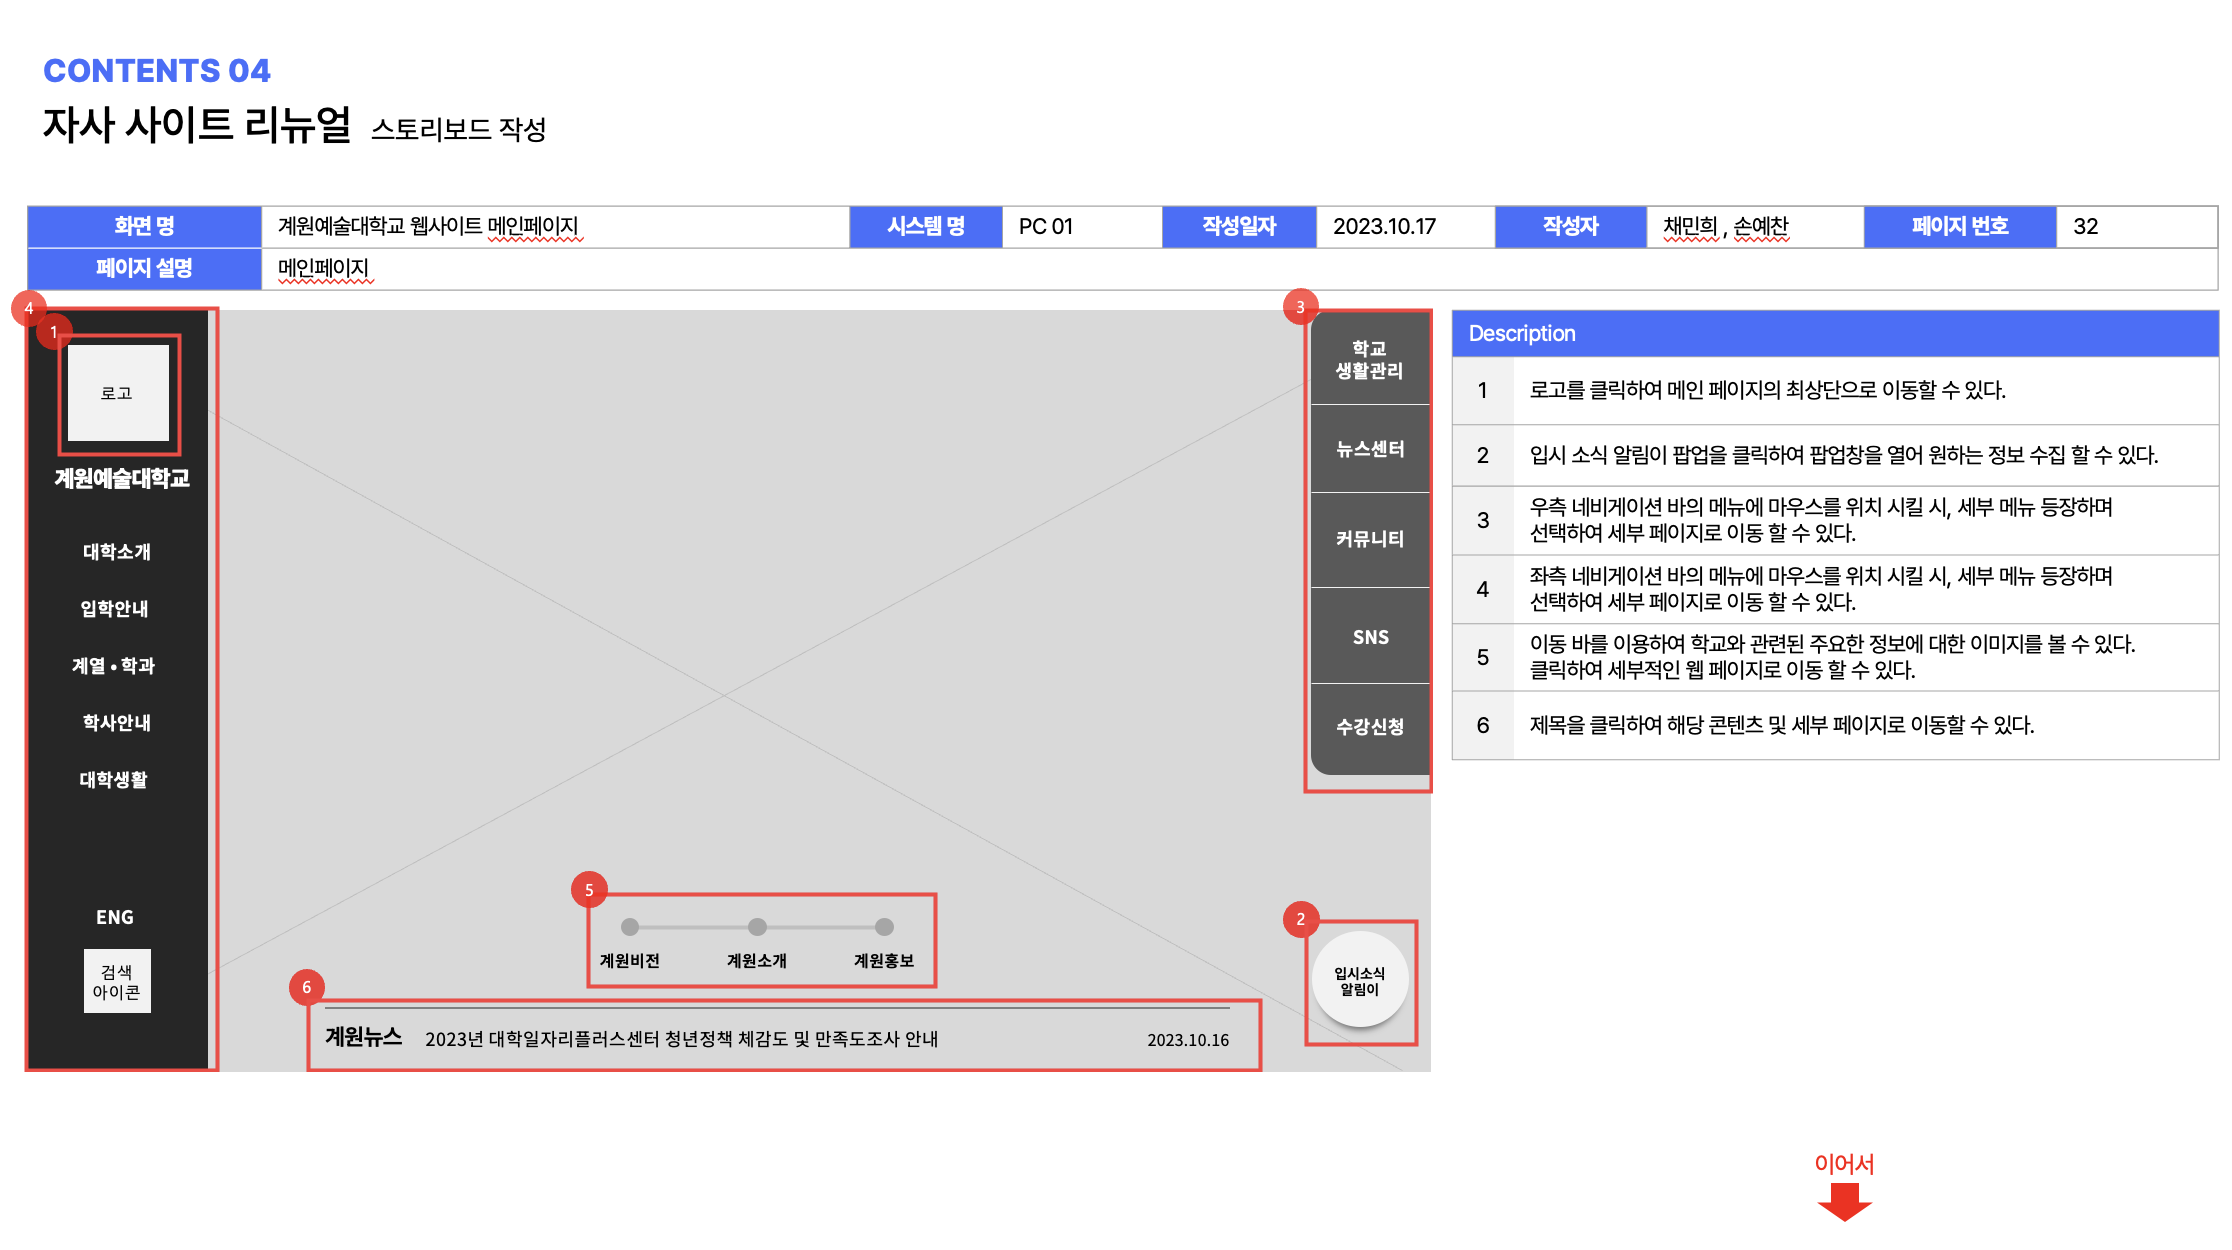 CONTENTS 04
자사 사이트 리뉴얼 스토리보드 작성
화면 명 계원예술대학교 웹사이트 메인페이지 시스템 명 PC 01 작성일자 2023.10.17 작성자 채민희 , 손예찬 페이지 번호 32
페이지 설명 메인페이지
4
1
로고
계원예술대학교
대학소개
입학안내
계열 • 학과
학사안내
대학생활
ENG
검색
아이콘
3
학교
생활관리
뉴스센터
커뮤니티
SNS
수강신청
5
계원비전 계원소개 계원홍보
2
입시소식
알림이
6
계원뉴스 2023년 대학일자리플러스센터 청년정책 체감도 및 만족도조사 안내 2023.10.16
Description
1 로고를 클릭하여 메인 페이지의 최상단으로 이동할 수 있다.
2 입시 소식 알림이 팝업을 클릭하여 팝업창을 열어 원하는 정보 수집 할 수 있다.
3 우측 네비게이션 바의 메뉴에 마우스를 위치 시킬 시, 세부 메뉴 등장하며
선택하여 세부 페이지로 이동 할 수 있다.
4 좌측 네비게이션 바의 메뉴에 마우스를 위치 시킬 시, 세부 메뉴 등장하며
선택하여 세부 페이지로 이동 할 수 있다.
5 이동 바를 이용하여 학교와 관련된 주요한 정보에 대한 이미지를 볼 수 있다.
클릭하여 세부적인 웹 페이지로 이동 할 수 있다.
6 제목을 클릭하여 해당 콘텐츠 및 세부 페이지로 이동할 수 있다.
이어서